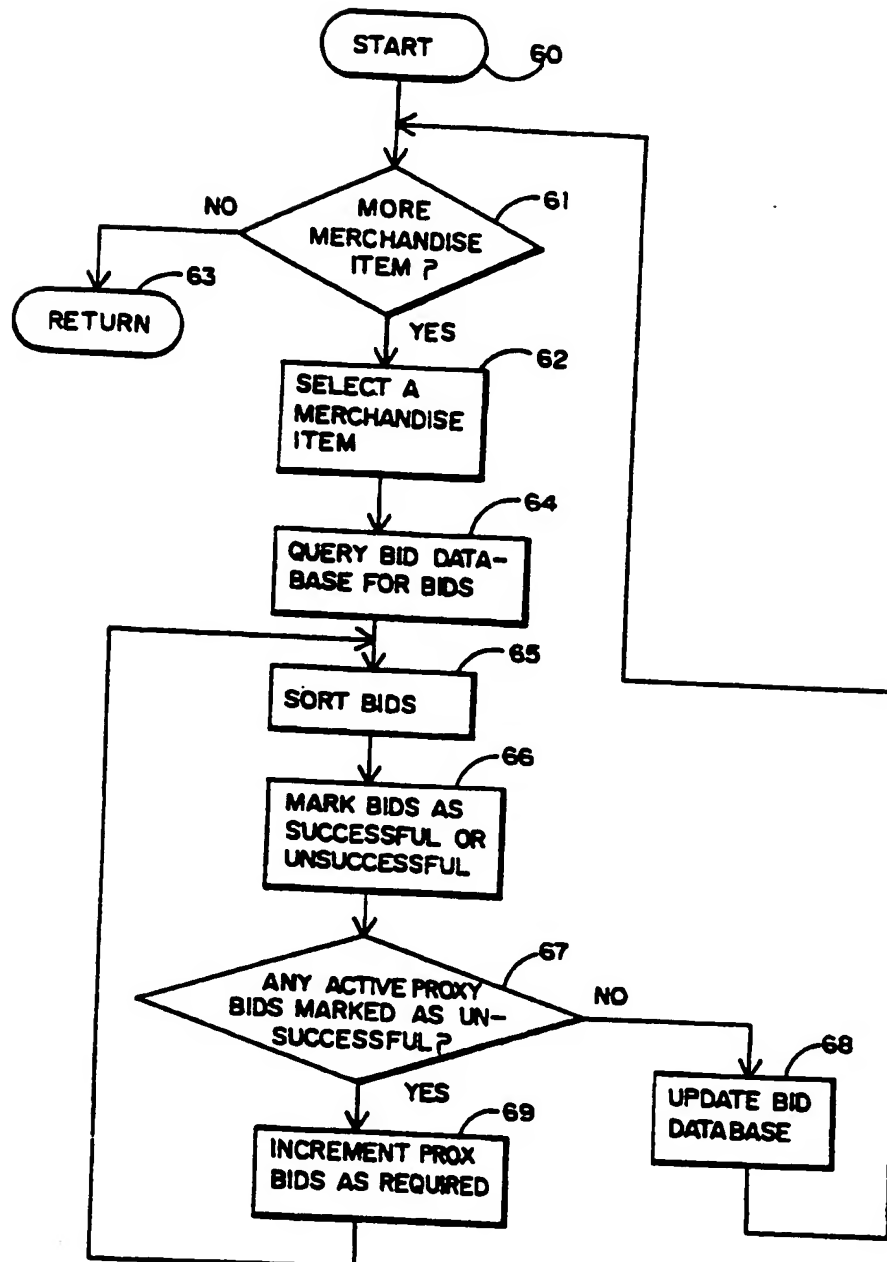 START
60
NO
MORE
MERCHANDISE
ITEM ?
61
63
RETURN
YES
62
SELECT A
MERCHANDISE
ITEM
64
QUERY BID DATA-
BASE FOR BIDS
65
SORT BIDS
66
MARK BIDS AS
SUCCESSFUL OR
UNSUCCESSFUL
67
ANY ACTIVE PROXY
BIDS MARKED AS UN-
SUCCESSFUL?
NO
68
UPDATE BID
DATABASE
YES
69
INCREMENT PROX
BIDS AS REQUIRED